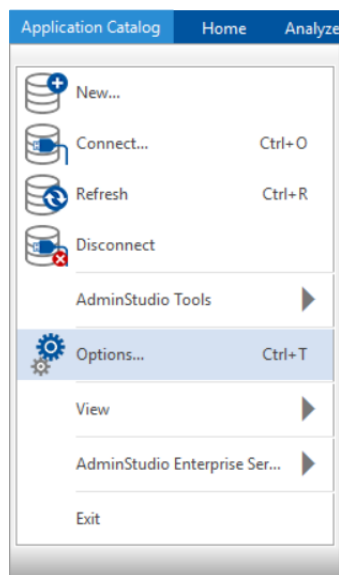 Application Catalog Home Analyze
New...
Connect... Ctrl+O
Refresh Ctrl+R
Disconnect
AdminStudio Tools
Options... Ctrl+T
View
AdminStudio Enterprise Ser...
Exit